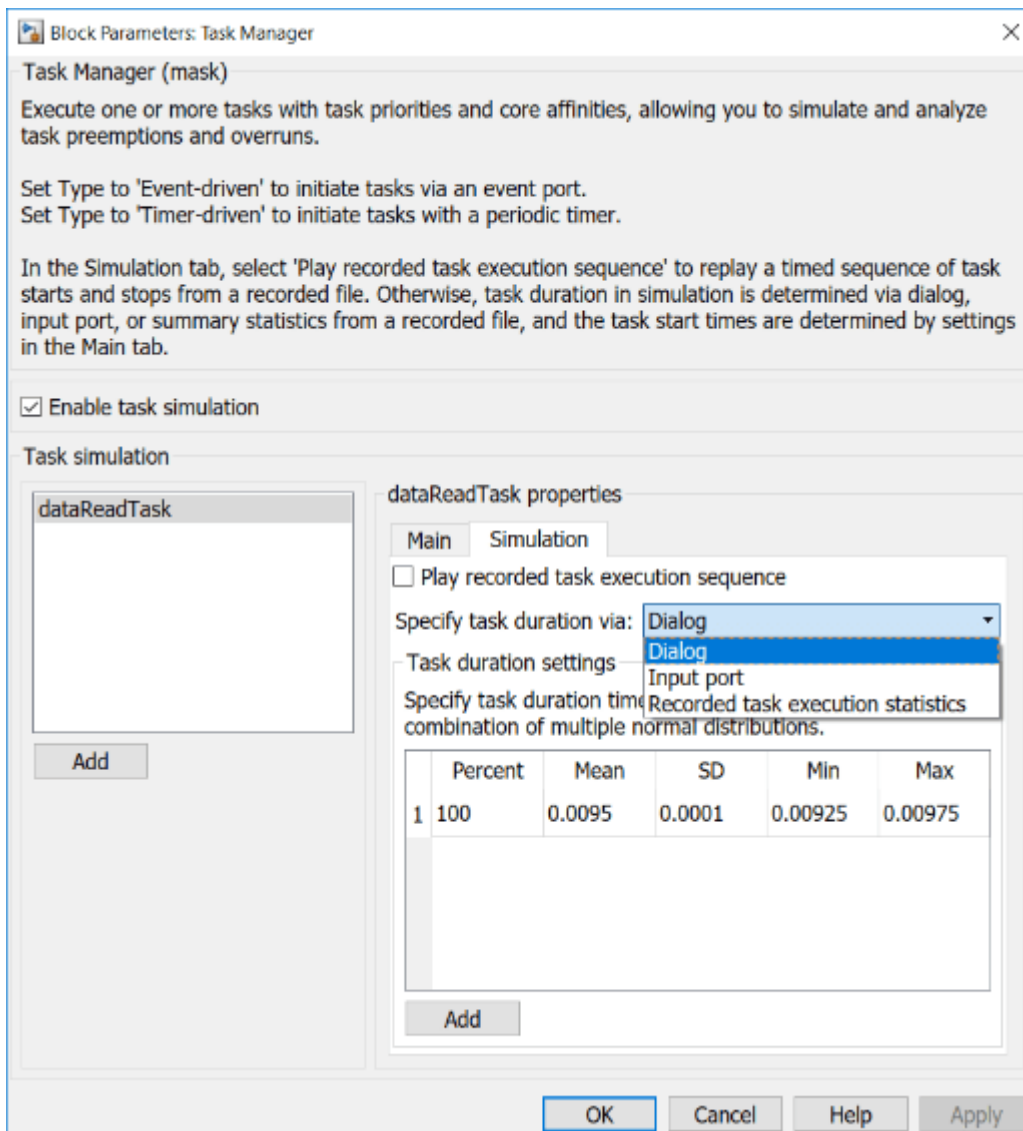 Block Parameters: Task Manager
Task Manager (mask)
Execute one or more tasks with task priorities and core affinities, allowing you to simulate and analyze
task preemptions and overruns.
Set Type to 'Event-driven' to initiate tasks via an event port.
Set Type to 'Timer-driven' to initiate tasks with a periodic timer.
In the Simulation tab, select 'Play recorded task execution sequence' to replay a timed sequence of task
starts and stops from a recorded file. Otherwise, task duration in simulation is determined via dialog,
input port, or summary statistics from a recorded file, and the task start times are determined by settings
in the Main tab.
Enable task simulation
Task simulation
dataReadTask
Add
dataReadTask properties
Main Simulation
Play recorded task execution sequence
Specify task duration via: Dialog
Dialog
Input port
Recorded task execution statistics
Task duration settings
Specify task duration time
combination of multiple normal distributions.
Percent Mean SD Min Max
1 100 0.0095 0.0001 0.00925 0.00975
Add
OK Cancel Help Apply